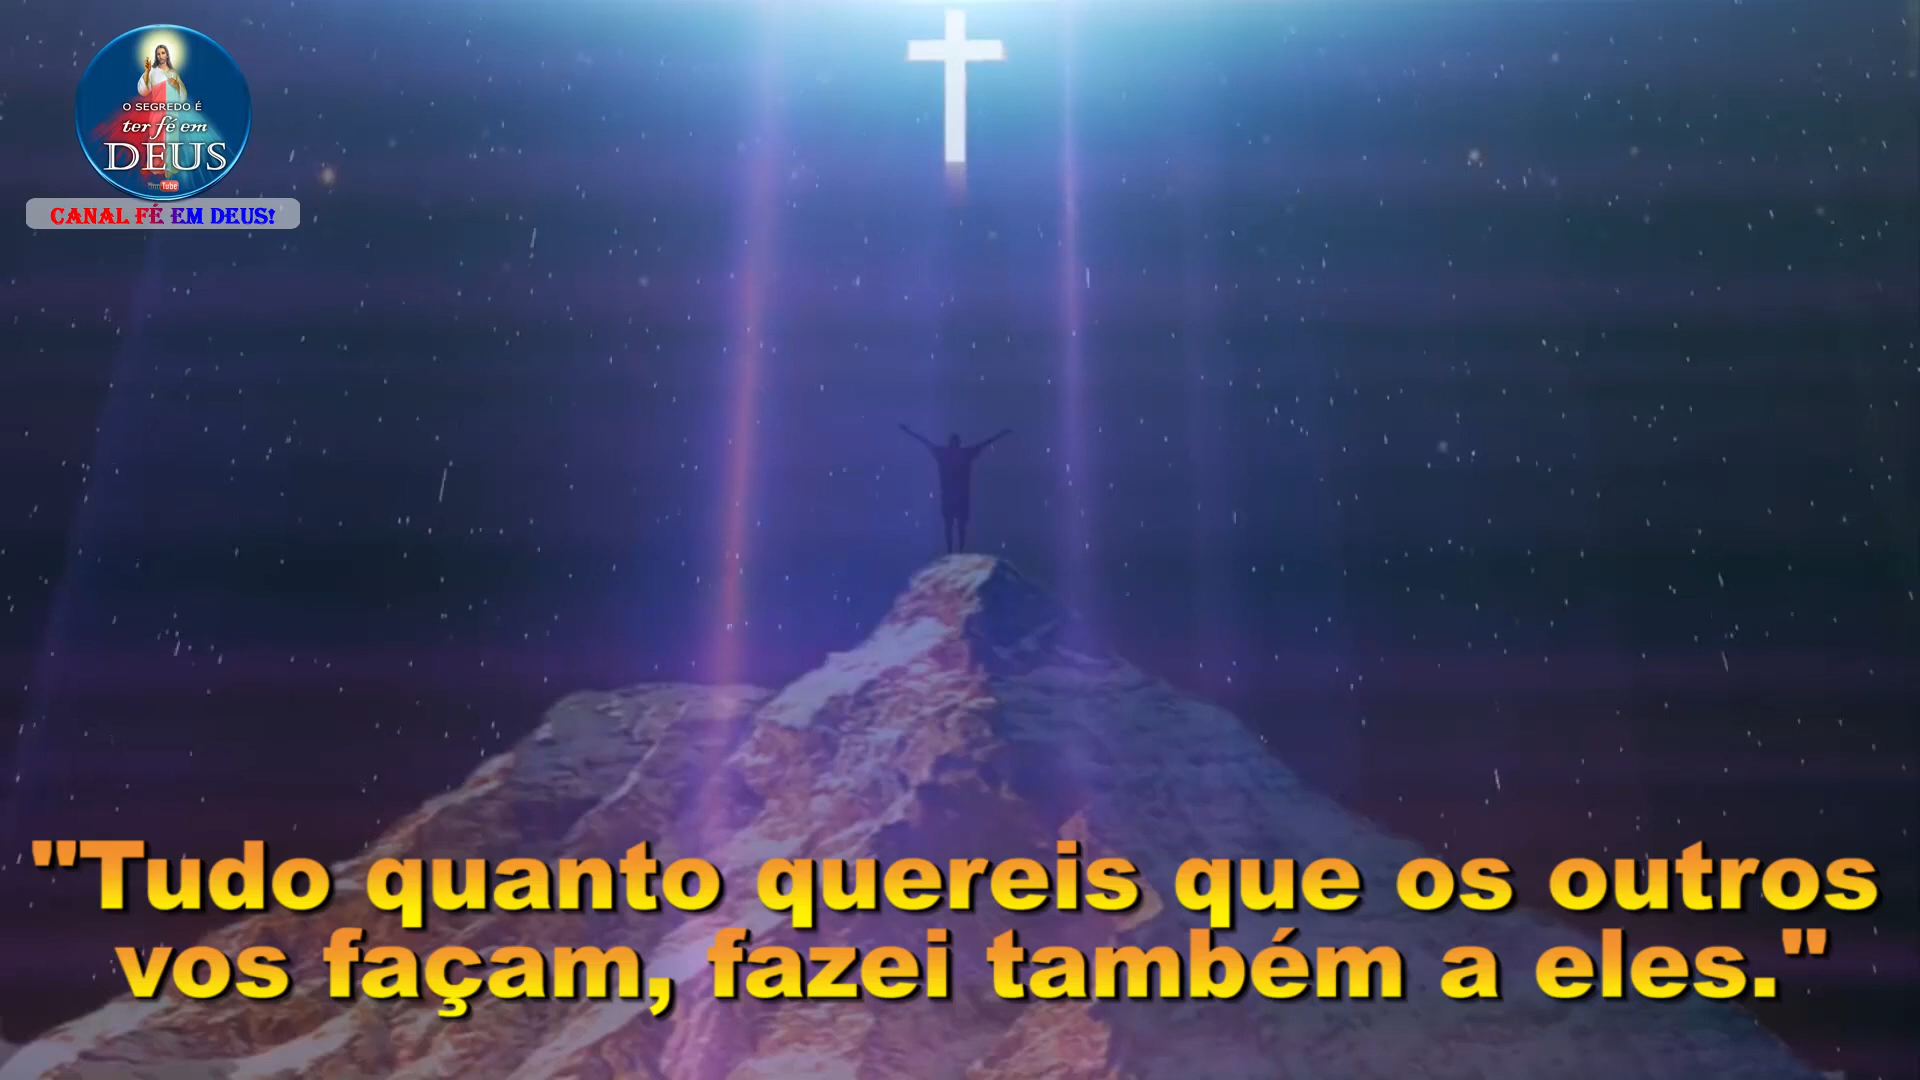 O SEGREDO É
ter fé em
DEUS
CANAL FÉ EM DEUS!
"Tudo quanto quereis que os outros
vos façam, fazei também a eles."